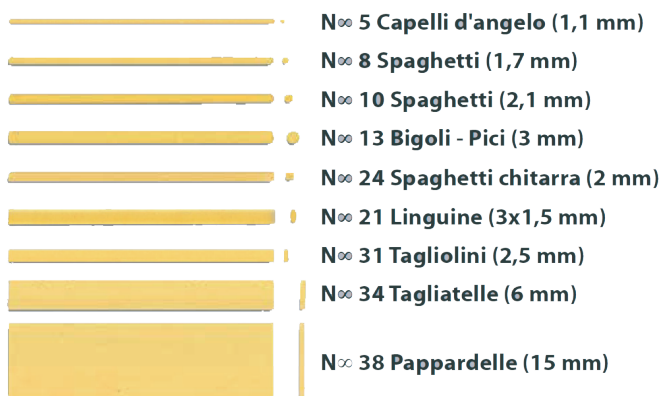 N∞ 5 Capelli d'angelo (1,1 mm)
N∞ 8 Spaghetti (1,7 mm)
N∞ 10 Spaghetti (2,1 mm)
N∞ 13 Bigoli - Pici (3 mm)
N∞ 24 Spaghetti chitarra (2 mm)
N∞ 21 Linguine (3x1,5 mm)
N∞ 31 Tagliolini (2,5 mm)
N∞ 34 Tagliatelle (6 mm)
N∞ 38 Pappardelle (15 mm)